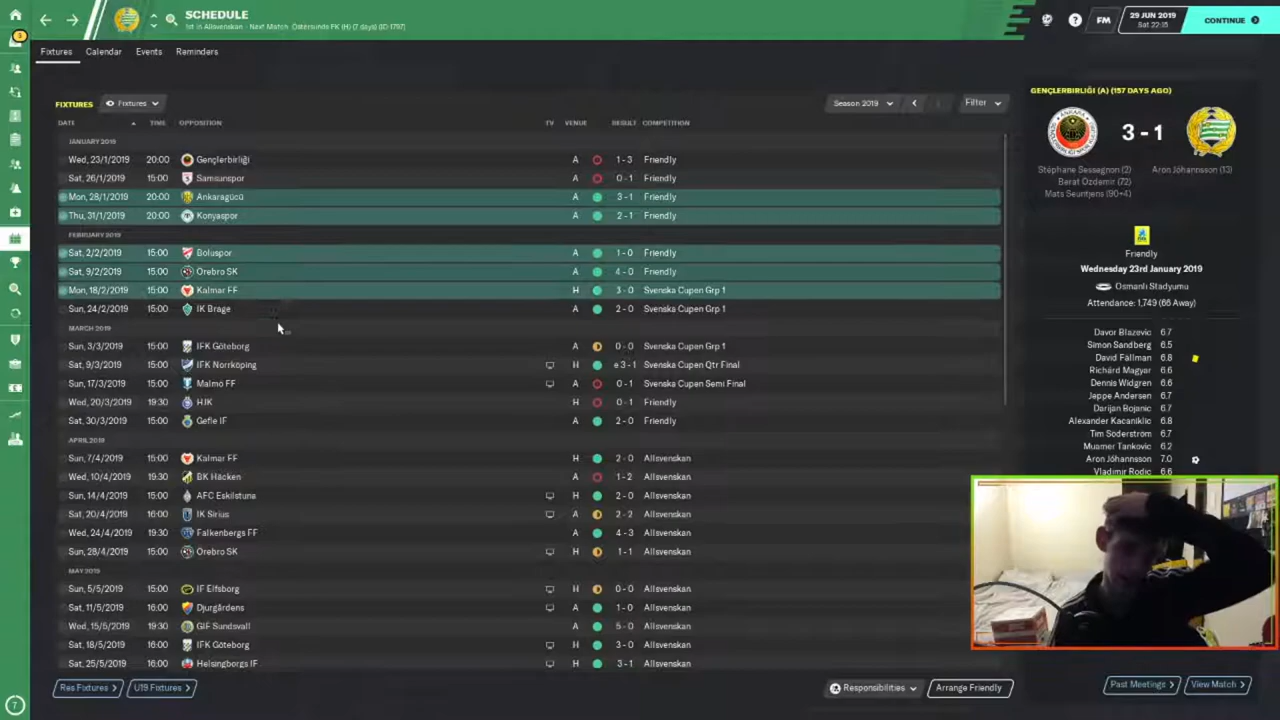 SCHEDULE
1st in Allsvenskan - Next Match: Östersunds FK (H) (7 days) (ID:1797)
FM
29 JUN 2019
Sat 22:15
CONTINUE
3
Fixtures Calendar Events Reminders
FIXTURES Fixtures
Season 2019 Filter
DATE TIME OPPOSITION TV VENUE RESULT COMPETITION
JANUARY 2019
Wed, 23/1/2019 20:00 Gençlerbirliği A 1-3 Friendly
Sat, 26/1/2019 15:00 Samsunspor A 0-1 Friendly
Mon, 28/1/2019 20:00 Ankaragücü A 3-1 Friendly
Thu, 31/1/2019 20:00 Konyaspor A 2-1 Friendly
FEBRUARY 2019
Sat, 2/2/2019 15:00 Boluspor A 1-0 Friendly
Sat, 9/2/2019 15:00 Örebro SK A 4-0 Friendly
Mon, 18/2/2019 15:00 Kalmar FF H 3-0 Svenska Cupen Grp 1
Sun, 24/2/2019 15:00 IK Brage A 2-0 Svenska Cupen Grp 1
MARCH 2019
Sun, 3/3/2019 15:00 IFK Göteborg A 0-0 Svenska Cupen Grp 1
Sat, 9/3/2019 15:00 IFK Norrköping H e 3-1 Svenska Cupen Qtr Final
Sun, 17/3/2019 15:00 Malmö FF A 0-1 Svenska Cupen Semi Final
Wed, 20/3/2019 19:30 HJK H 0-1 Friendly
Sat, 30/3/2019 15:00 Gefle IF A 2-0 Friendly
APRIL 2019
Sun, 7/4/2019 15:00 Kalmar FF H 2-0 Allsvenskan
Wed, 10/4/2019 19:30 BK Häcken A 1-2 Allsvenskan
Sun, 14/4/2019 15:00 AFC Eskilstuna H 2-0 Allsvenskan
Sat, 20/4/2019 16:00 IK Sirius A 2-2 Allsvenskan
Wed, 24/4/2019 19:30 Falkenbergs FF A 4-3 Allsvenskan
Sun, 28/4/2019 15:00 Örebro SK H 1-1 Allsvenskan
MAY 2019
Sun, 5/5/2019 15:00 IF Elfsborg H 0-0 Allsvenskan
Sat, 11/5/2019 16:00 Djurgårdens A 1-0 Allsvenskan
Wed, 15/5/2019 19:30 GIF Sundsvall A 5-0 Allsvenskan
Sat, 18/5/2019 16:00 IFK Göteborg H 3-0 Allsvenskan
Sat, 25/5/2019 16:00 Helsingborgs IF H 3-1 Allsvenskan
Res Fixtures U19 Fixtures
Responsibilities Arrange Friendly
7
GENÇLERBIRLIĞI (A) (157 DAYS AGO)
3 - 1
Stéphane Sessegnon (2) Aron Jóhannsson (13)
Berat Özdemir (72)
Mats Seuntjens (90+4)
Friendly
Wednesday 23rd January 2019
Osmanlı Stadyumu
Attendance: 1,749 (66 Away)
Davor Blazevic 6.7
Simon Sandberg 6.5
David Fällman 6.8
Richárd Magyar 6.6
Dennis Widgren 6.6
Jeppe Andersen 6.7
Darijan Bojanic 6.7
Alexander Kacaniklic 6.8
Tim Söderström 6.7
Muamer Tankovic 6.2
Aron Jóhannsson 7.0
Vladimir Rodic 6.6
Past Meetings View Match